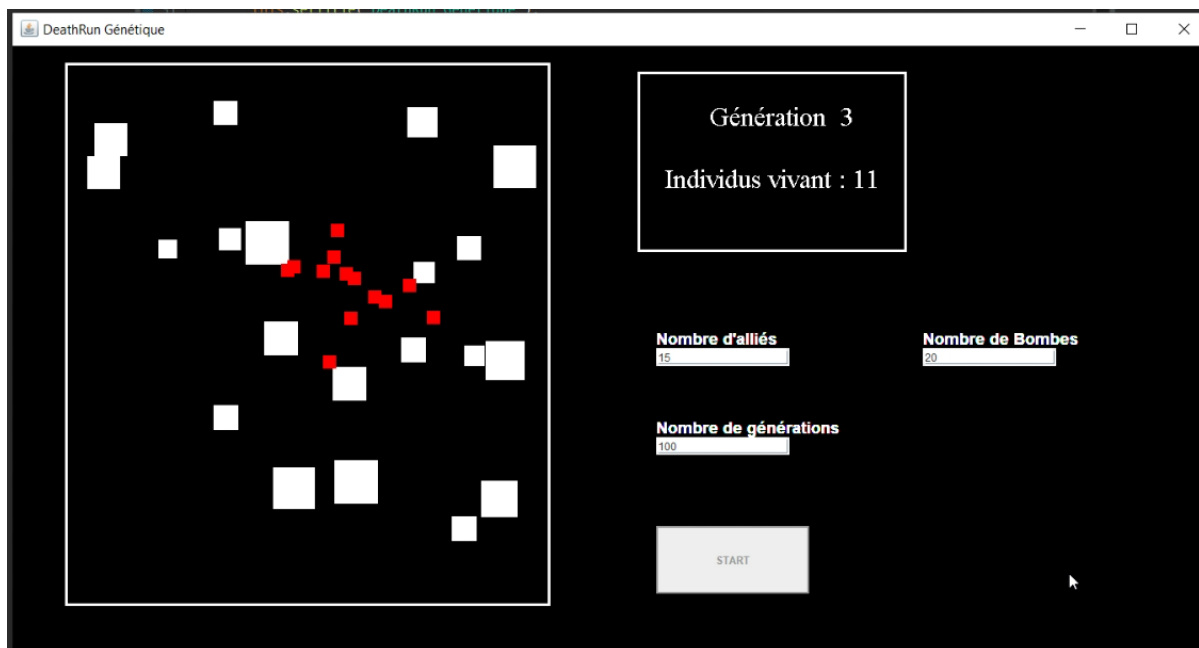 DeathRun Génétique
Génération 3
Individus vivant : 11
Nombre d'alliés
15
Nombre de Bombes
20
Nombre de générations
100
START